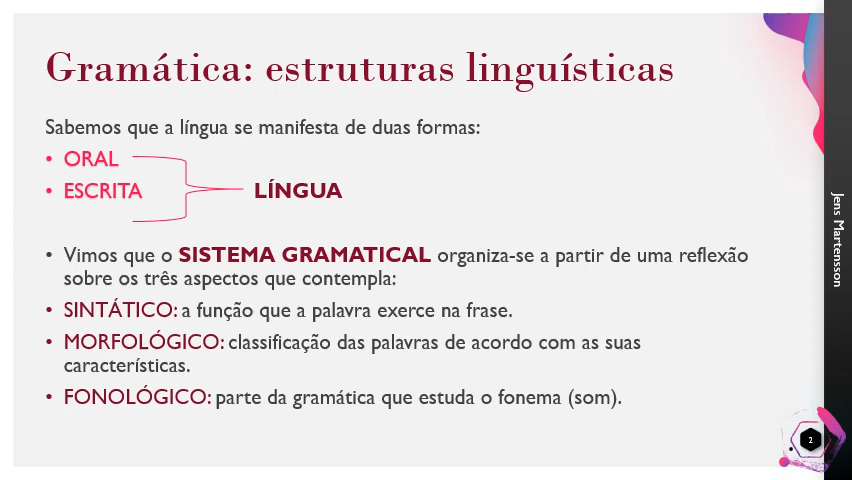 Gramática: estruturas linguísticas
Sabemos que a língua se manifesta de duas formas:
• ORAL
• ESCRITA
LÍNGUA
• Vimos que o SISTEMA GRAMATICAL organiza-se a partir de uma reflexão
sobre os três aspectos que contempla:
• SINTÁTICO: a função que a palavra exerce na frase.
• MORFOLÓGICO: classificação das palavras de acordo com as suas
características.
• FONOLÓGICO: parte da gramática que estuda o fonema (som).
Jens Martensson
2